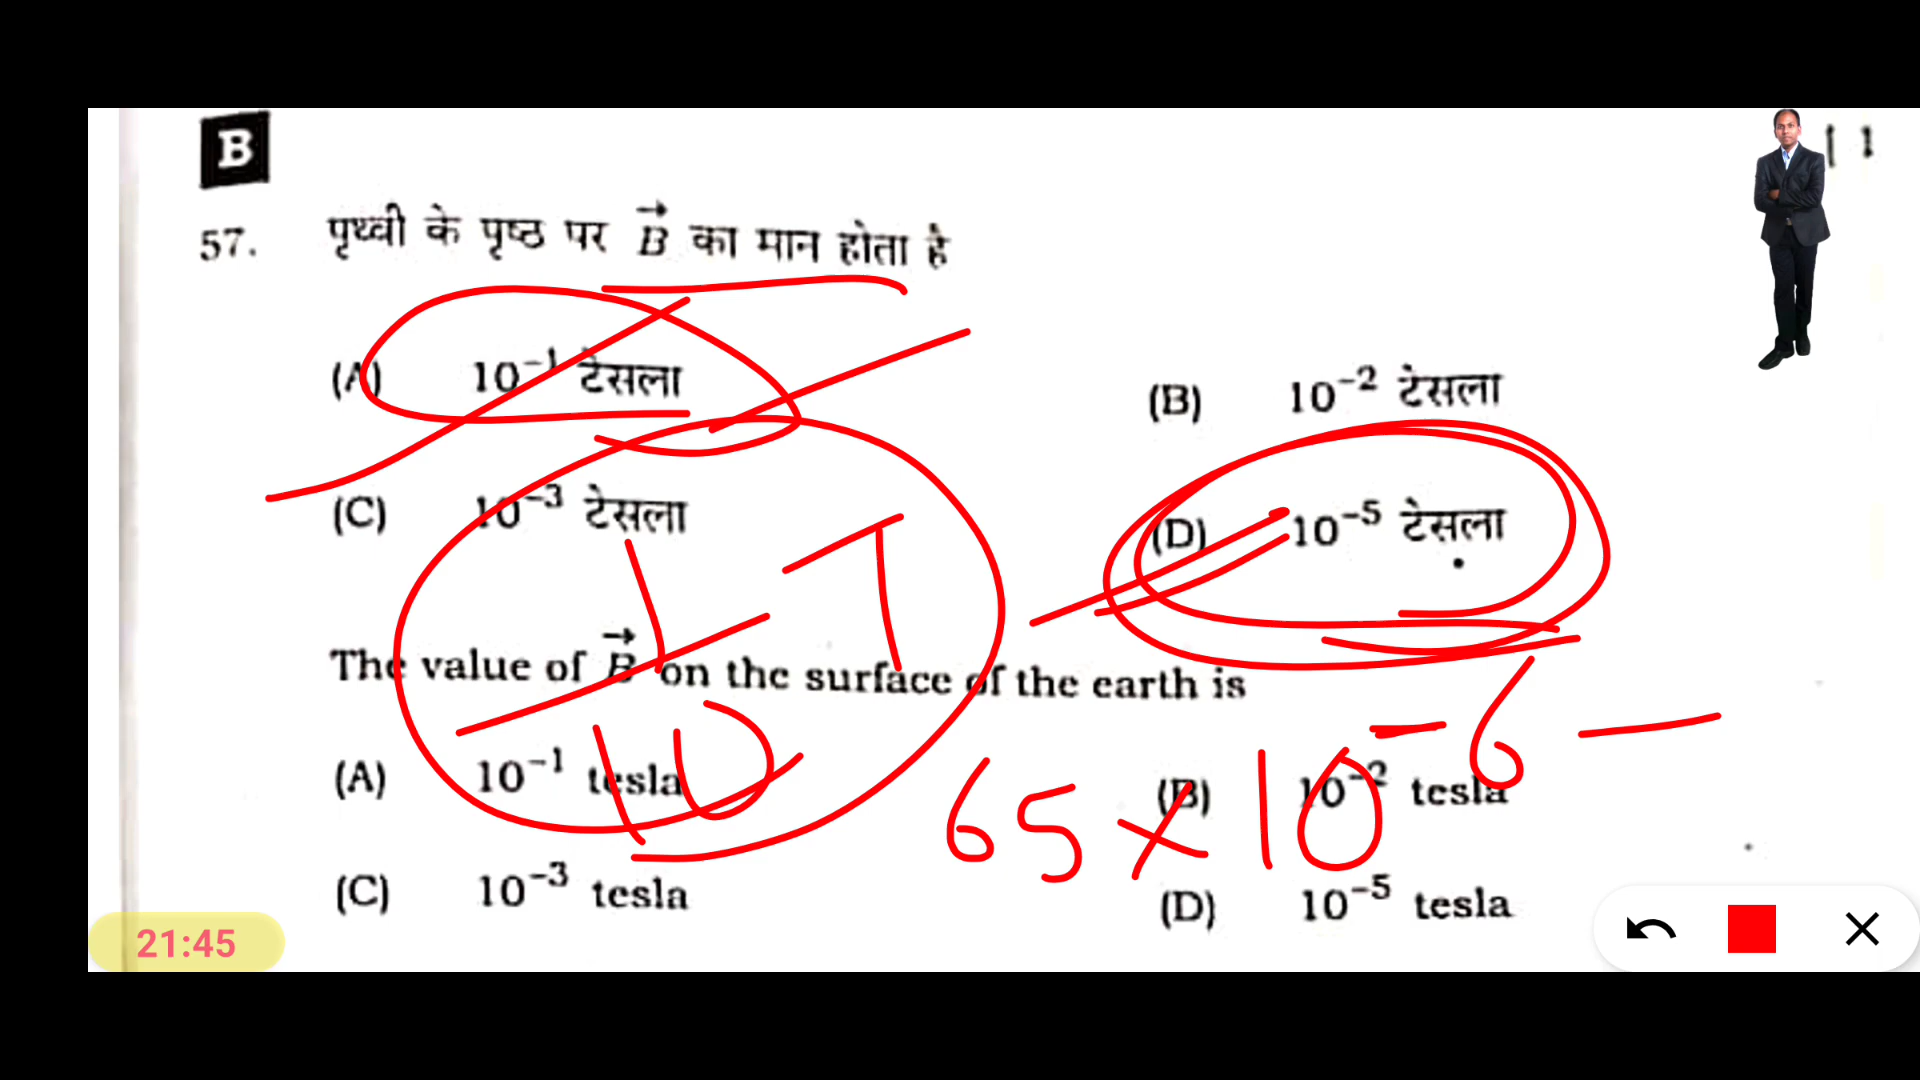 B
57. पृथ्वी के पृष्ठ पर B का मान होता है
(A) 10⁻¹ टेसला (B) 10⁻² टेसला
(C) 10⁻³ टेसला (D) 10⁻⁵ टेसला
The value of B on the surface of the earth is
(A) 10⁻¹ tesla (B) 10⁻² tesla
(C) 10⁻³ tesla (D) 10⁻⁵ tesla
1 T
10
65 × 10⁻⁶
21:45